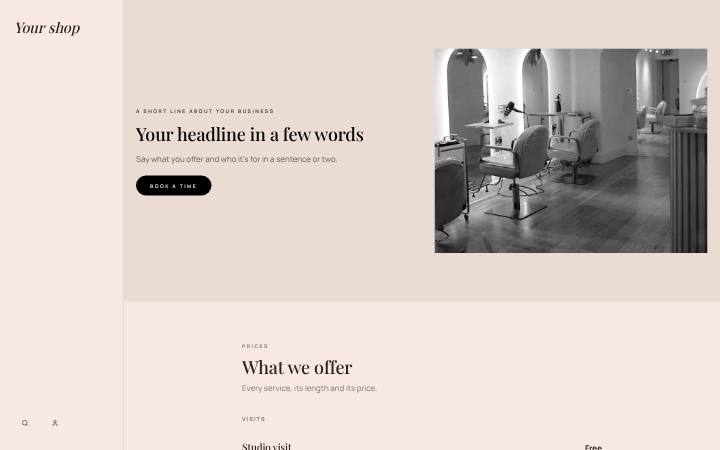 Your shop
A SHORT LINE ABOUT YOUR BUSINESS
Your headline in a few words
Say what you offer and who it's for in a sentence or two.
BOOK A TIME
PRICES
What we offer
Every service, its length and its price.
VISITS
Studio visit
Free